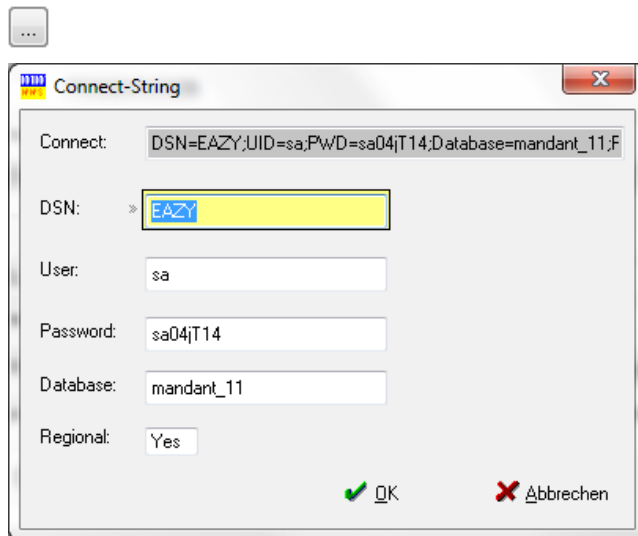 ...
Connect-String
Connect: DSN=EAZY;UID=sa;PWD=sa04jT14;Database=mandant_11;F
DSN: » EAZY
User: sa
Password: sa04jT14
Database: mandant_11
Regional: Yes
OK Abbrechen